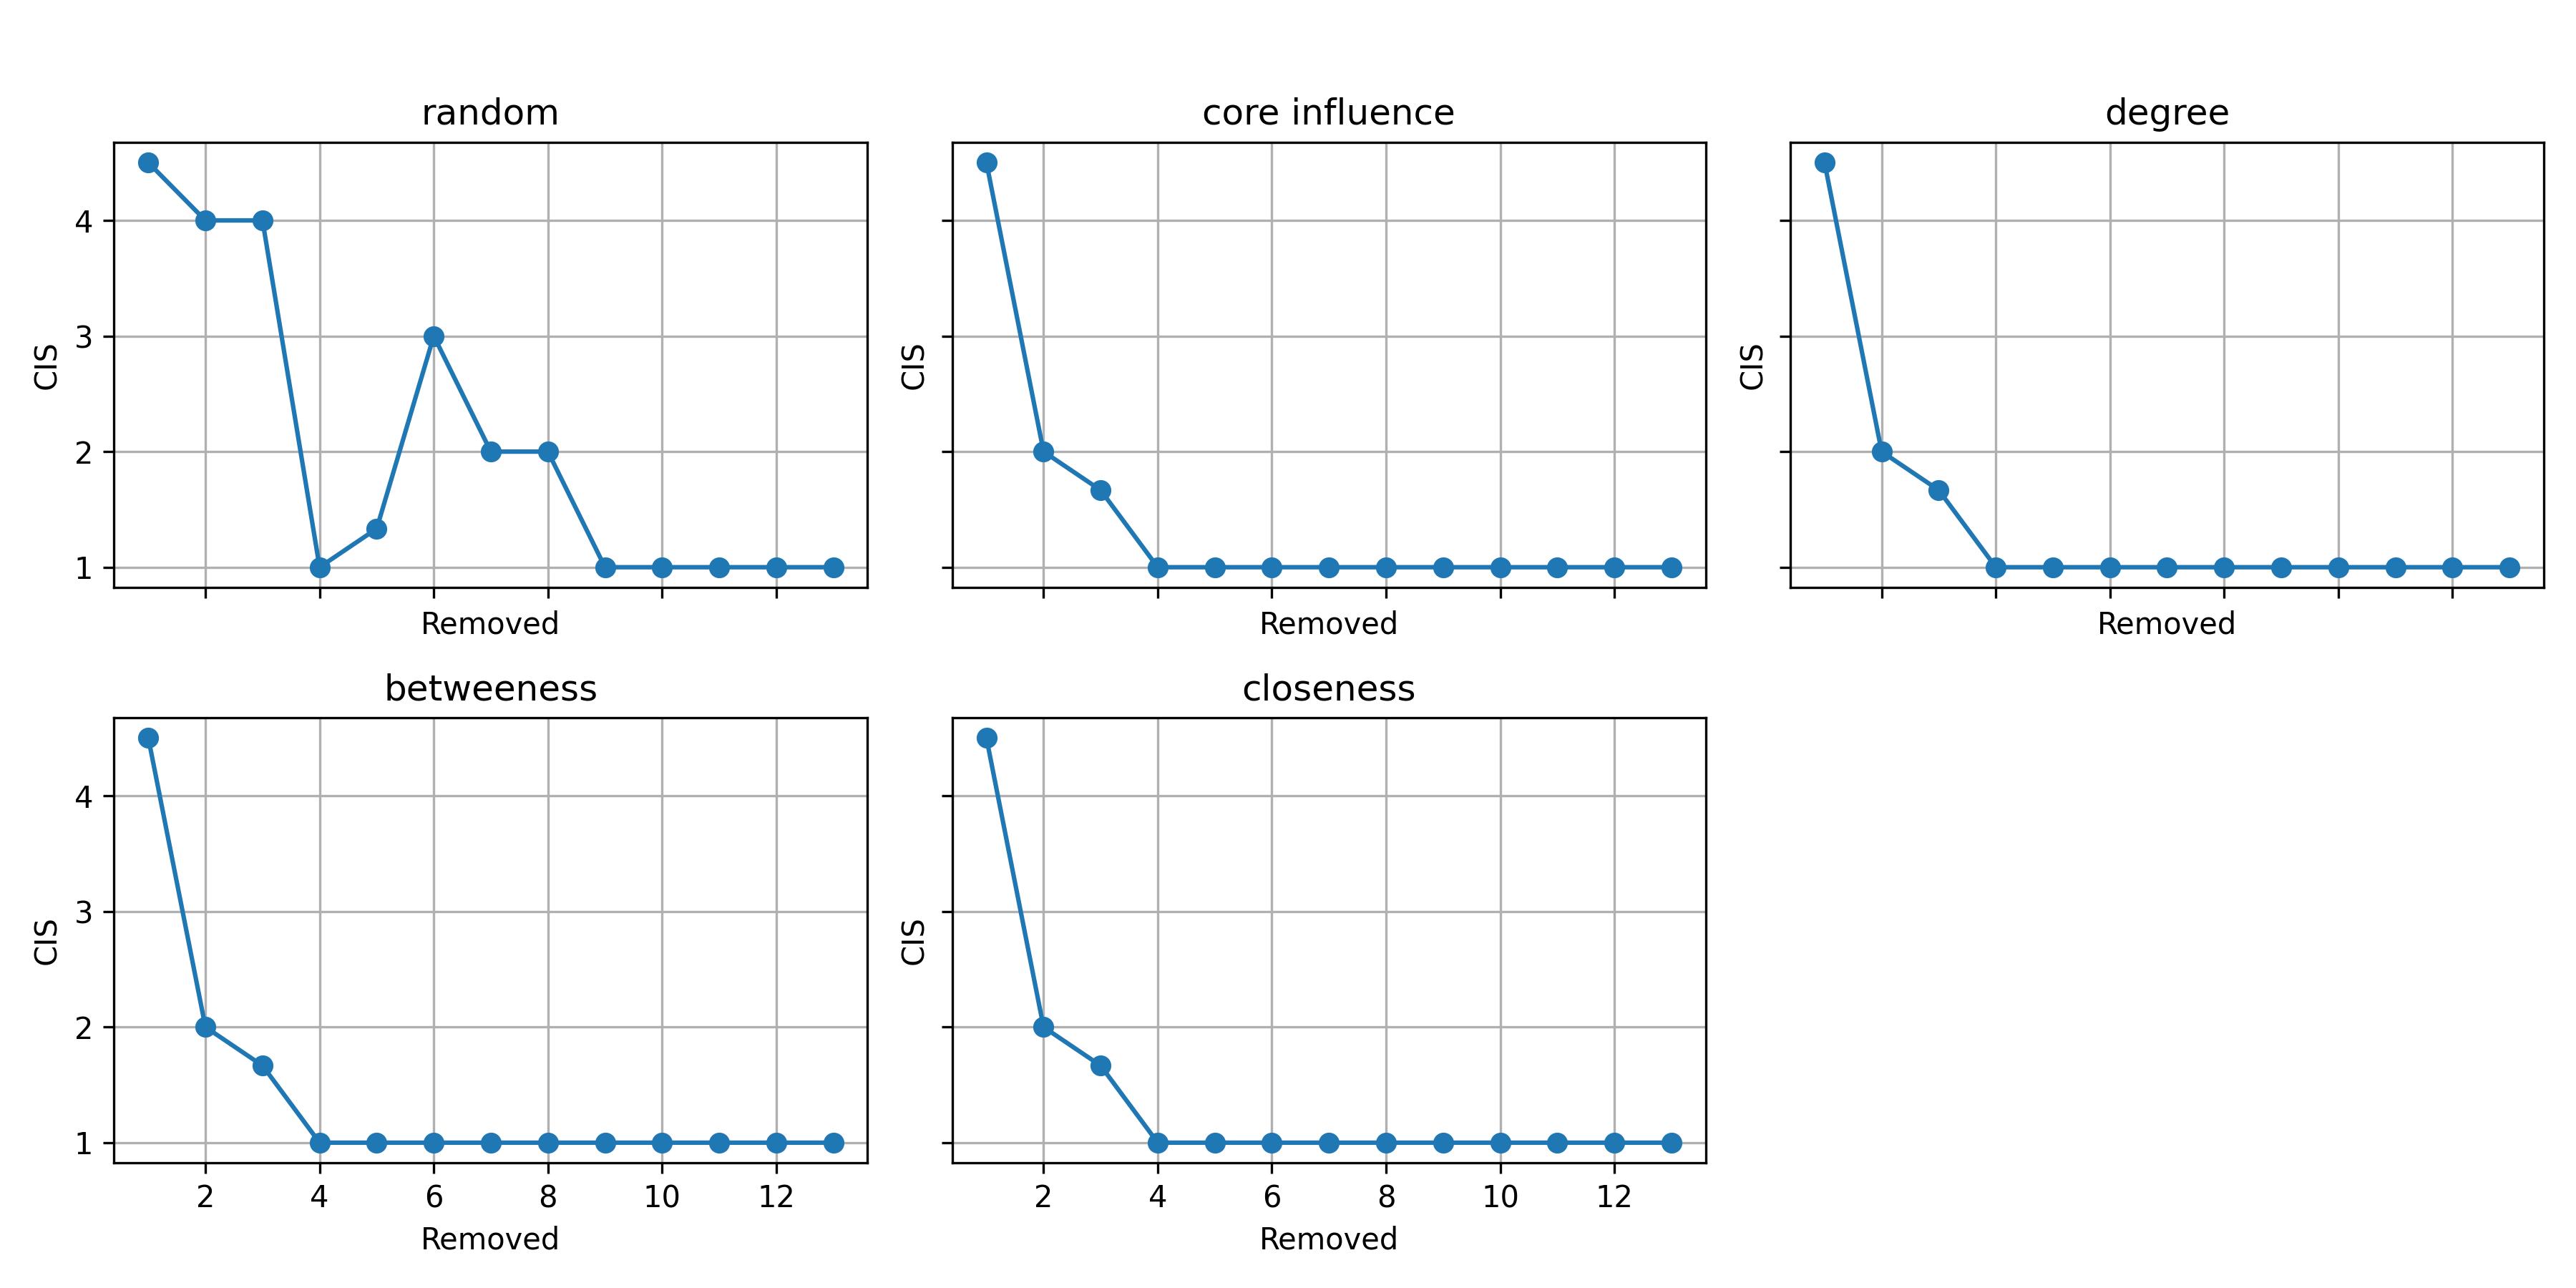 random
core influence
degree
CIS
4
3
2
1
CIS
CIS
Removed
Removed
Removed
betweeness
closeness
CIS
4
3
2
1
CIS
2 4 6 8 10 12
2 4 6 8 10 12
Removed
Removed